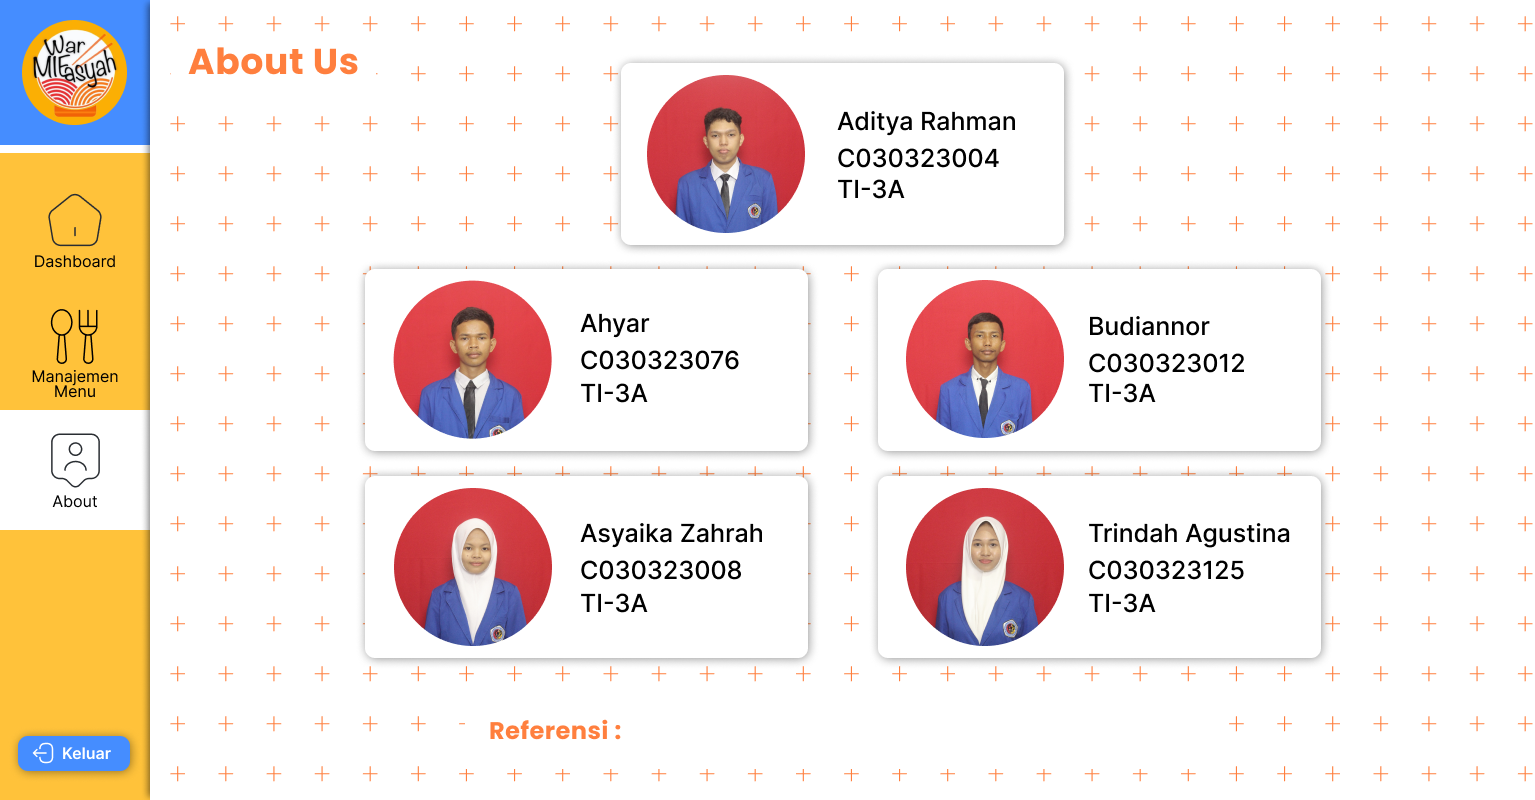 War
MIEasyah
Dashboard
Manajemen
Menu
About
Keluar
About Us
Aditya Rahman
C030323004
TI-3A
Ahyar
C030323076
TI-3A
Budiannor
C030323012
TI-3A
Asyaika Zahrah
C030323008
TI-3A
Trindah Agustina
C030323125
TI-3A
Referensi :